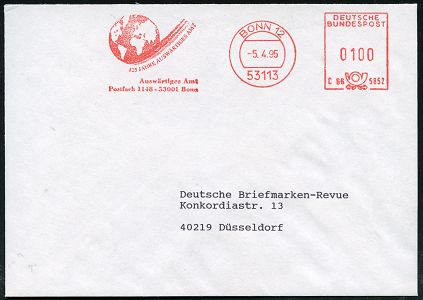 125 JAHRE AUSWÄRTIGES AMT
Auswärtiges Amt
Postfach 1148 - 53001 Bonn
BONN 12
-5.4.95
53113
DEUTSCHE
BUNDESPOST
0100
C 86 5852
Deutsche Briefmarken-Revue
Konkordiastr. 13
40219 Düsseldorf